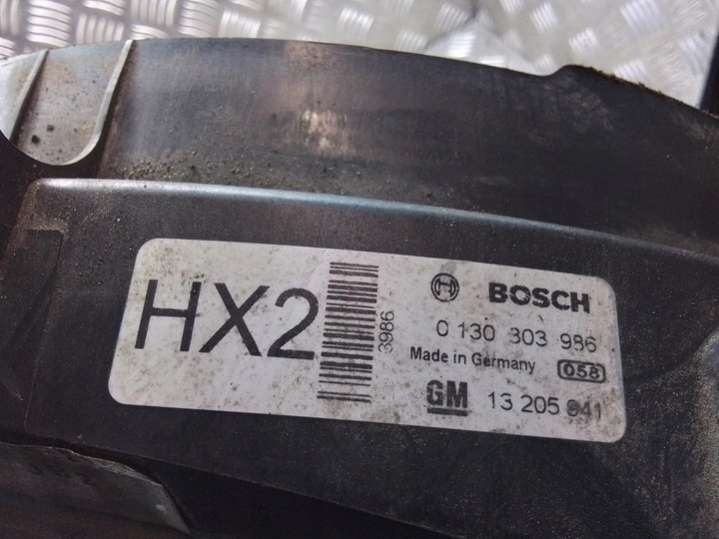 HX2
3986
BOSCH
0 130 303 986
Made in Germany 058
GM 13 205 941